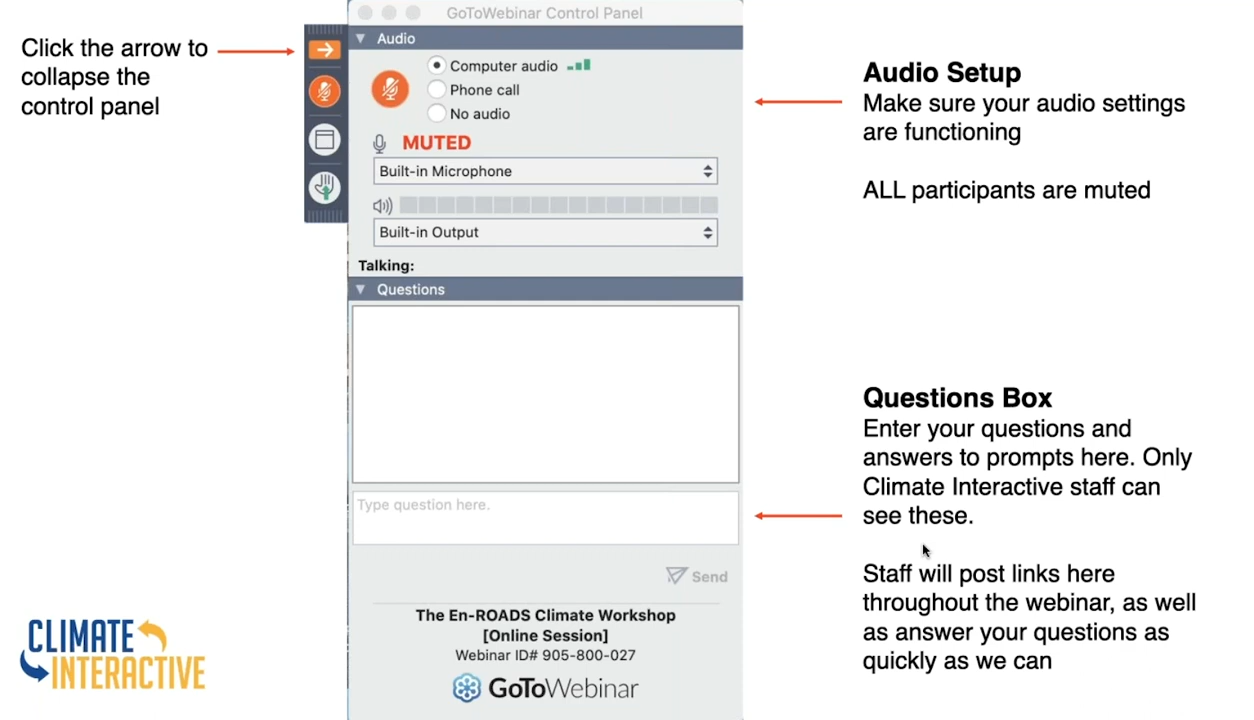 Click the arrow to
collapse the
control panel
GoToWebinar Control Panel
Audio
Computer audio
Phone call
No audio
MUTED
Built-in Microphone
Built-in Output
Talking:
Questions
Type question here.
Send
The En-ROADS Climate Workshop
[Online Session]
Webinar ID# 905-800-027
GoToWebinar
Audio Setup
Make sure your audio settings
are functioning
ALL participants are muted
Questions Box
Enter your questions and
answers to prompts here. Only
Climate Interactive staff can
see these.
Staff will post links here
throughout the webinar, as well
as answer your questions as
quickly as we can
CLIMATE
INTERACTIVE